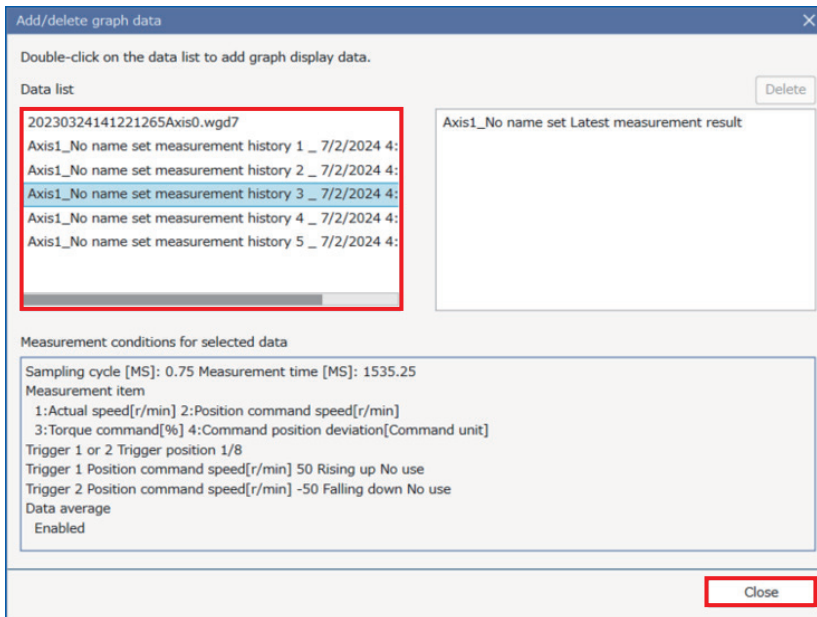 Add/delete graph data
Double-click on the data list to add graph display data.
Data list
Delete
20230324141221265Axis0.wgd7
Axis1_No name set measurement history 1 _ 7/2/2024 4:
Axis1_No name set measurement history 2 _ 7/2/2024 4:
Axis1_No name set measurement history 3 _ 7/2/2024 4:
Axis1_No name set measurement history 4 _ 7/2/2024 4:
Axis1_No name set measurement history 5 _ 7/2/2024 4:
Axis1_No name set Latest measurement result
Measurement conditions for selected data
Sampling cycle [MS]: 0.75 Measurement time [MS]: 1535.25
Measurement item
1:Actual speed[r/min] 2:Position command speed[r/min]
3:Torque command[%] 4:Command position deviation[Command unit]
Trigger 1 or 2 Trigger position 1/8
Trigger 1 Position command speed[r/min] 50 Rising up No use
Trigger 2 Position command speed[r/min] -50 Falling down No use
Data average
Enabled
Close